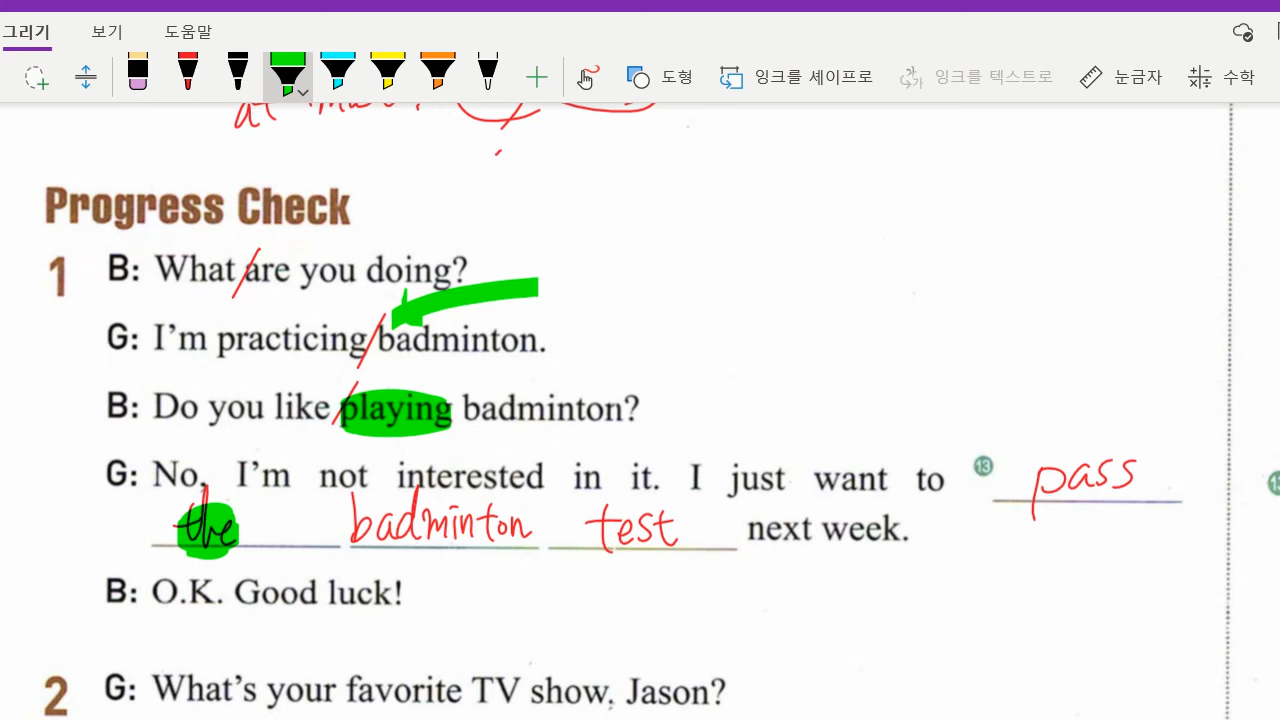 그리기 보기 도움말
도형 잉크를 셰이프로 잉크를 텍스트로 눈금자 수학
at
Progress Check
1 B: What are you doing?
G: I'm practicing badminton.
B: Do you like playing badminton?
G: No, I'm not interested in it. I just want to 13 pass
the badminton test next week.
B: O.K. Good luck!
2 G: What's your favorite TV show, Jason?